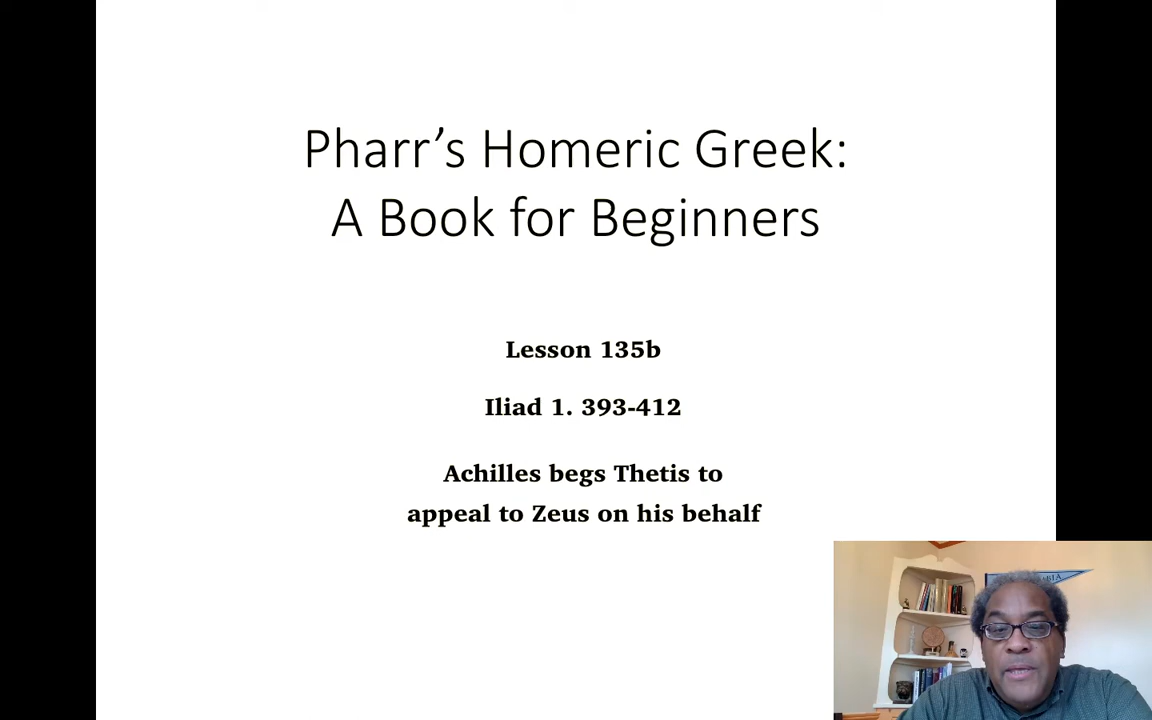 Pharr’s Homeric Greek:
A Book for Beginners
Lesson 135b
Iliad 1. 393-412
Achilles begs Thetis to
appeal to Zeus on his behalf